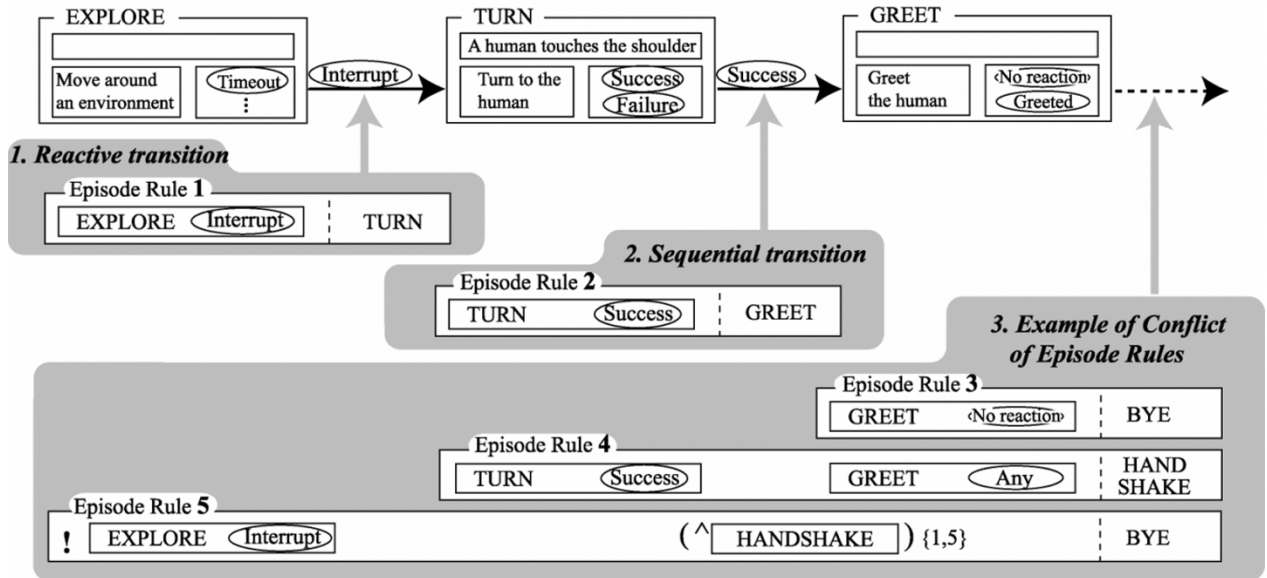 EXPLORE
Move around
an environment
Timeout
⋮
Interrupt
TURN
A human touches the shoulder
Turn to the
human
Success
Failure
Success
GREET
Greet
the human
No reaction
Greeted
1. Reactive transition
Episode Rule 1
EXPLORE Interrupt TURN
2. Sequential transition
Episode Rule 2
TURN Success GREET
3. Example of Conflict
of Episode Rules
Episode Rule 3
GREET No reaction BYE
Episode Rule 4
TURN Success GREET Any HAND
SHAKE
Episode Rule 5
! EXPLORE Interrupt (^ HANDSHAKE ) {1,5} BYE